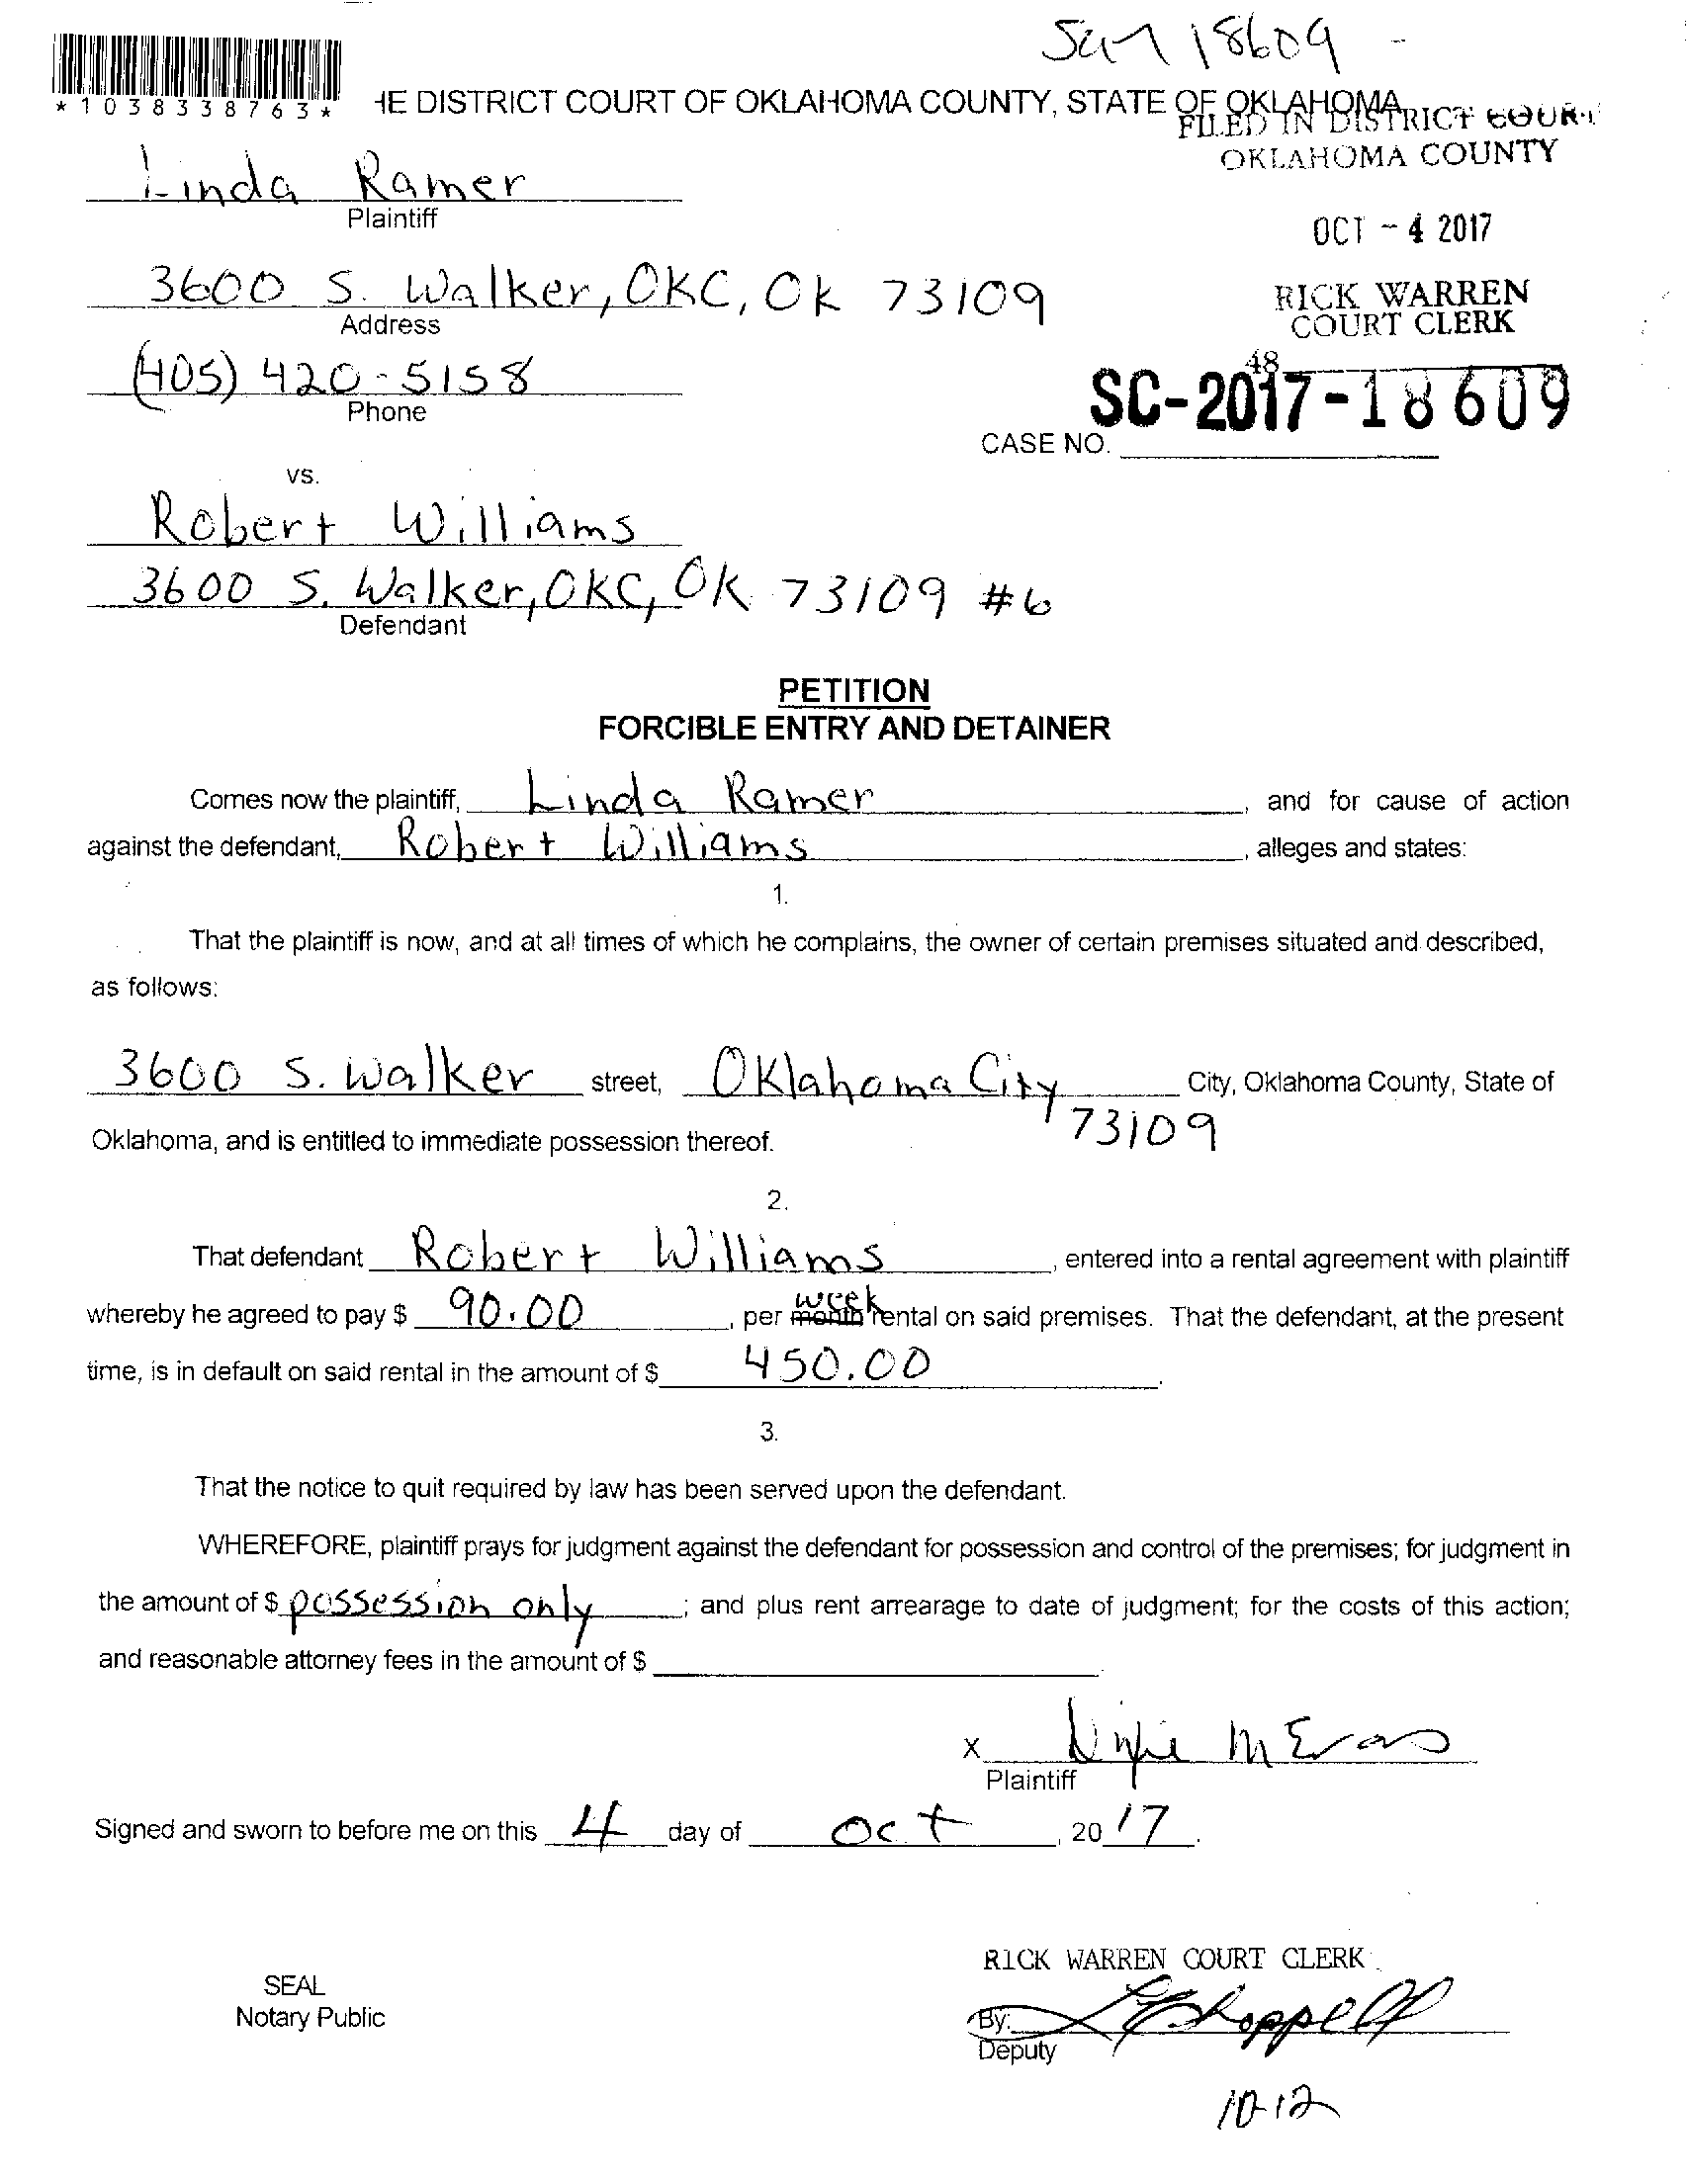 18609
*1038338763*
HE DISTRICT COURT OF OKLAHOMA COUNTY, STATE OF OKLAHOMA
FILED IN DISTRICT COURT
OKLAHOMA COUNTY
Linda Ramer
Plaintiff
OCT - 4 2017
3600 S. Walker, OKC, Ok 73109
Address
RICK WARREN
COURT CLERK
(405) 420-5158
Phone
48
SC-2017-18609
CASE NO.
vs.
Robert Williams
3600 S. Walker, OKC, OK 73109 #6
Defendant
PETITION
FORCIBLE ENTRY AND DETAINER
Comes now the plaintiff, Linda Ramer, and for cause of action
against the defendant, Robert Williams, alleges and states:
1.
That the plaintiff is now, and at all times of which he complains, the owner of certain premises situated and described,
as follows:
3600 S. Walker street, Oklahoma City City, Oklahoma County, State of
73109
Oklahoma, and is entitled to immediate possession thereof.
2.
That defendant Robert Williams, entered into a rental agreement with plaintiff
week
whereby he agreed to pay $ 90.00, per month rental on said premises. That the defendant, at the present
time, is in default on said rental in the amount of $ 450.00.
3.
That the notice to quit required by law has been served upon the defendant.
WHEREFORE, plaintiff prays for judgment against the defendant for possession and control of the premises; for judgment in
the amount of $ possession only; and plus rent arrearage to date of judgment; for the costs of this action;
and reasonable attorney fees in the amount of $
X M Evans
Plaintiff
Signed and sworn to before me on this 4 day of Oct, 2017.
RICK WARREN COURT CLERK
SEAL
Notary Public
By:
Deputy
10-12